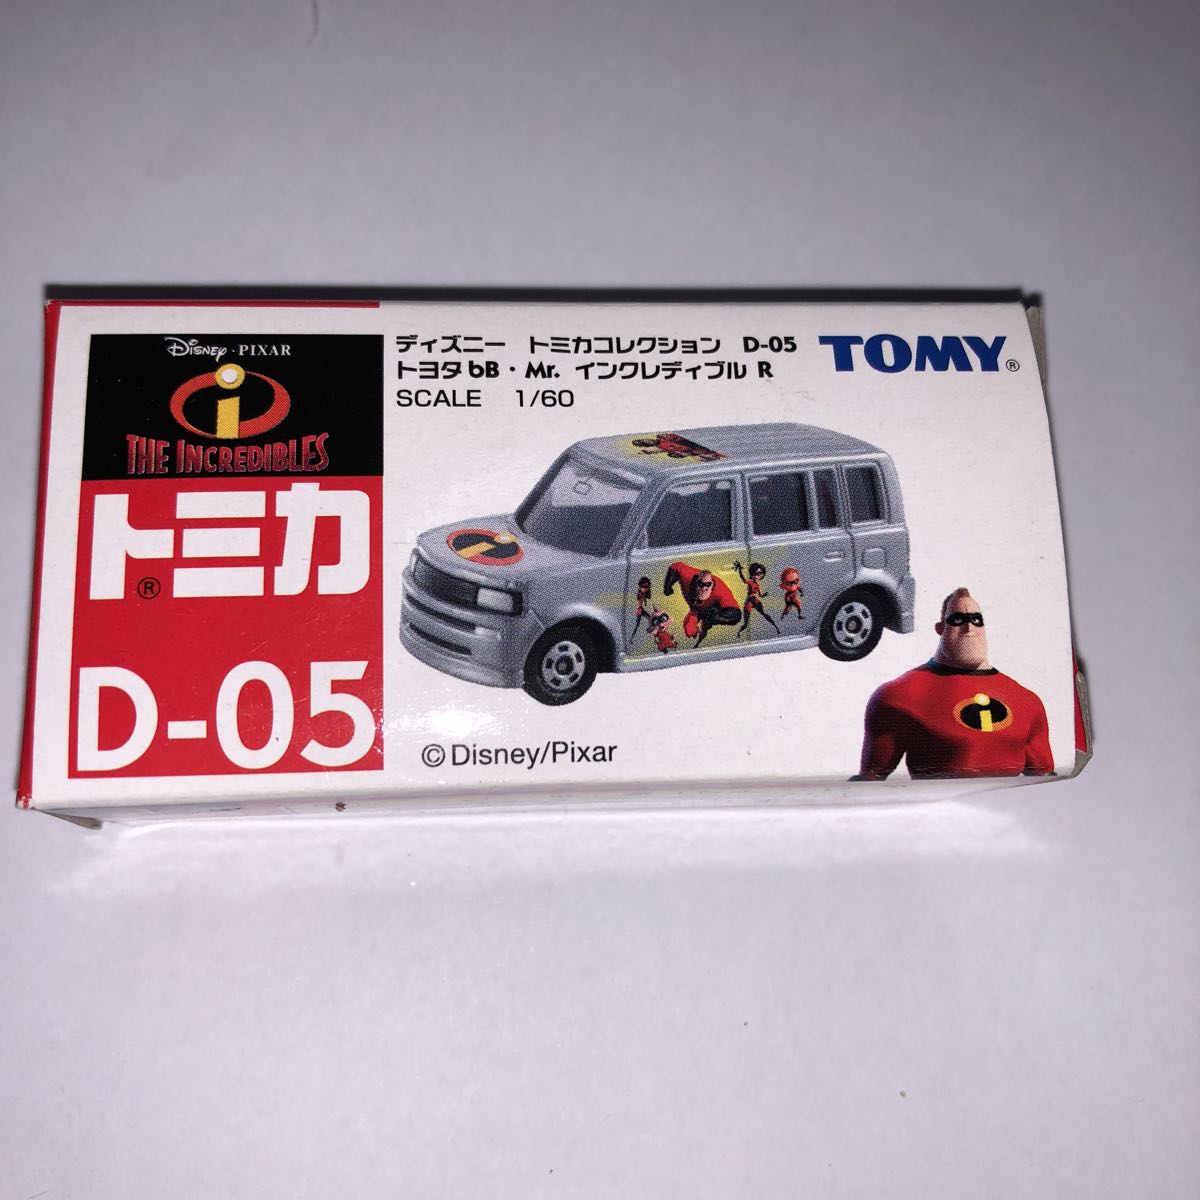 Disney · PIXAR
THE INCREDIBLES
トミカ®
D-05
ディズニー トミカコレクション D-05
トヨタ bB・Mr. インクレディブル R
SCALE 1/60
TOMY®
©Disney/Pixar